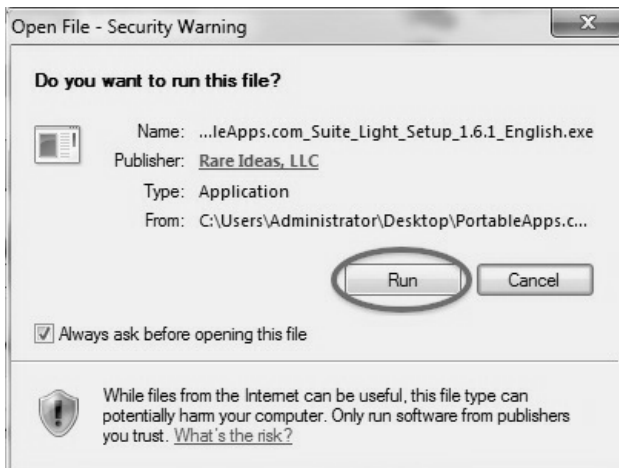 Open File - Security Warning
Do you want to run this file?
Name: ...leApps.com_Suite_Light_Setup_1.6.1_English.exe
Publisher: Rare Ideas, LLC
Type: Application
From: C:\Users\Administrator\Desktop\PortableApps.c...
Run Cancel
Always ask before opening this file
While files from the Internet can be useful, this file type can
potentially harm your computer. Only run software from publishers
you trust. What's the risk?